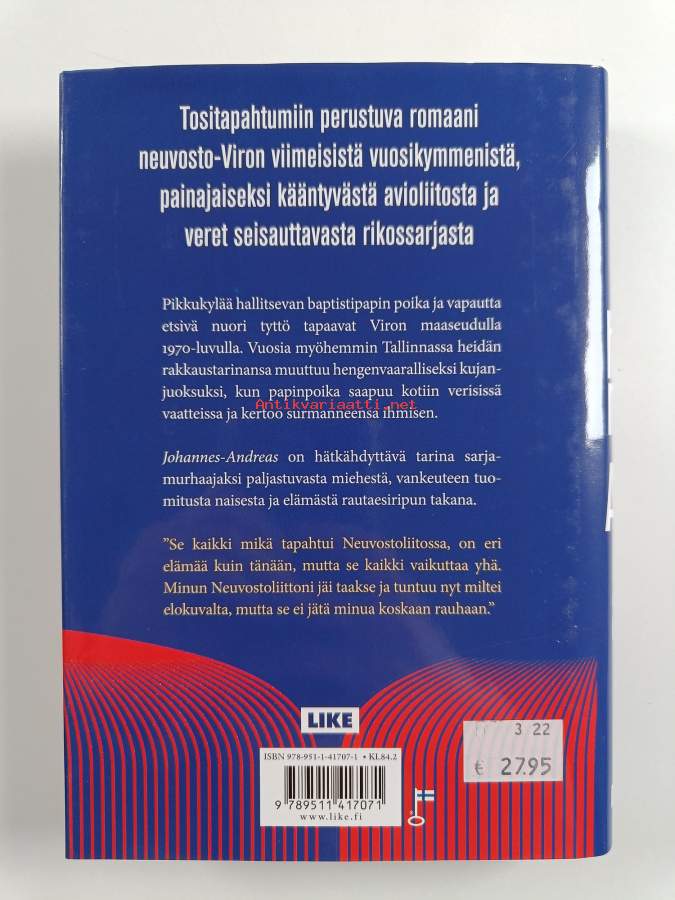 Tositapahtumiin perustuva romaani
neuvosto-Viron viimeisistä vuosikymmenistä,
painajaiseksi kääntyvästä avioliitosta ja
veret seisauttavasta rikossarjasta
Pikkukylää hallitsevan baptistipapin poika ja vapautta
etsivä nuori tyttö tapaavat Viron maaseudulla
1970-luvulla. Vuosia myöhemmin Tallinnassa heidän
rakkaustarinansa muuttuu hengenvaaralliseksi kujan-
juoksuksi, kun papinpoika saapuu kotiin verisissä
vaatteissa ja kertoo surmanneensa ihmisen.
Antikvariaatti.net
Johannes-Andreas on hätkähdyttävä tarina sarja-
murhaajaksi paljastuvasta miehestä, vankeuteen tuo-
mitusta naisesta ja elämästä rautaesiripun takana.
”Se kaikki mikä tapahtui Neuvostoliitossa, on eri
elämää kuin tänään, mutta se kaikki vaikuttaa yhä.
Minun Neuvostoliittoni jäi taakse ja tuntuu nyt miltei
elokuvalta, mutta se ei jätä minua koskaan rauhaan.”
LIKE
3 22
€ 27.95
ISBN 978-951-1-41707-1 • KL84.2
9 789511 417071
www.like.fi